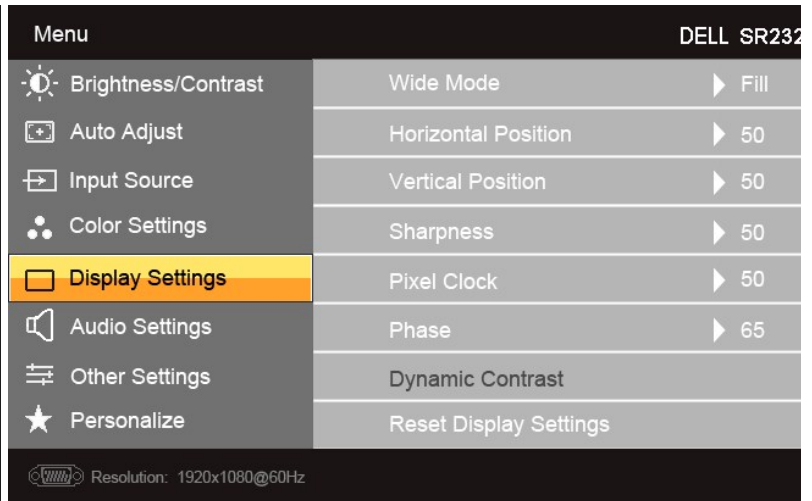 Menu
DELL SR232
Brightness/Contrast
Auto Adjust
Input Source
Color Settings
Display Settings
Audio Settings
Other Settings
Personalize
Wide Mode Fill
Horizontal Position 50
Vertical Position 50
Sharpness 50
Pixel Clock 50
Phase 65
Dynamic Contrast
Reset Display Settings
Resolution: 1920x1080@60Hz